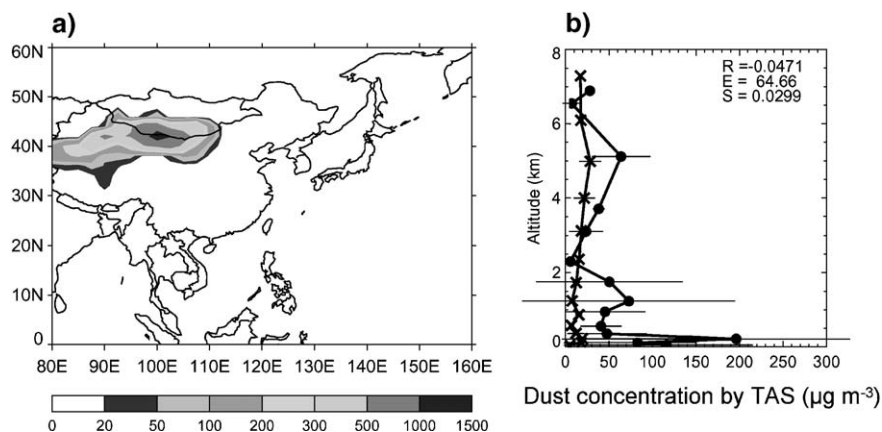 a)
60N
50N
40N
30N
20N
10N
0
80E 90E 100E 110E 120E 130E 140E 150E 160E
0 20 50 100 200 300 500 1000 1500
b)
R =-0.0471
E = 64.66
S = 0.0299
Altitude (km)
8
6
4
2
0
0 50 100 150 200 300
Dust concentration by TAS (µg m-3)